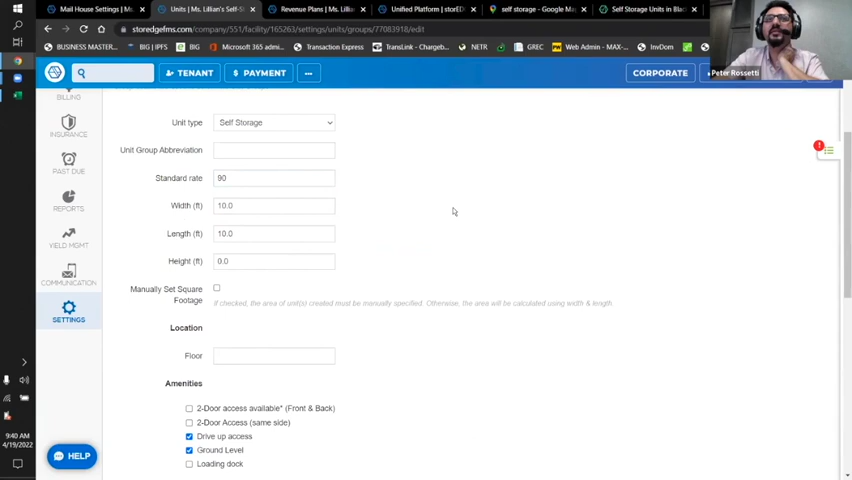 Mail House Settings | M
Units | Ms. Lillian's Self-S
Revenue Plans | Ms. Lillia
Unified Platform | storED
self storage - Google Ma
Self Storage Units in Blac
storedgefms.com/company/551/facility/165263/settings/units/groups/77083918/edit
BUSINESS MASTER...
BIG | IPFS
Microsoft 365 admi
Transaction Express
TransLink - Chargeb...
NETR
GREC
Web Admin - MAX-...
InvDom
TENANT
$ PAYMENT
...
CORPORATE
Peter Rossetti
BILLING
INSURANCE
PAST DUE
REPORTS
YIELD MGMT
COMMUNICATION
SETTINGS
Unit type Self Storage
Unit Group Abbreviation
Standard rate 90
Width (ft) 10.0
Length (ft) 10.0
Height (ft) 0.0
Manually Set Square
Footage
If checked, the area of unit(s) created must be manually specified. Otherwise, the area will be calculated using width & length.
Location
Floor
Amenities
2-Door access available* (Front & Back)
2-Door Access (same side)
Drive up access
Ground Level
Loading dock
HELP
9:40 AM
4/19/2022